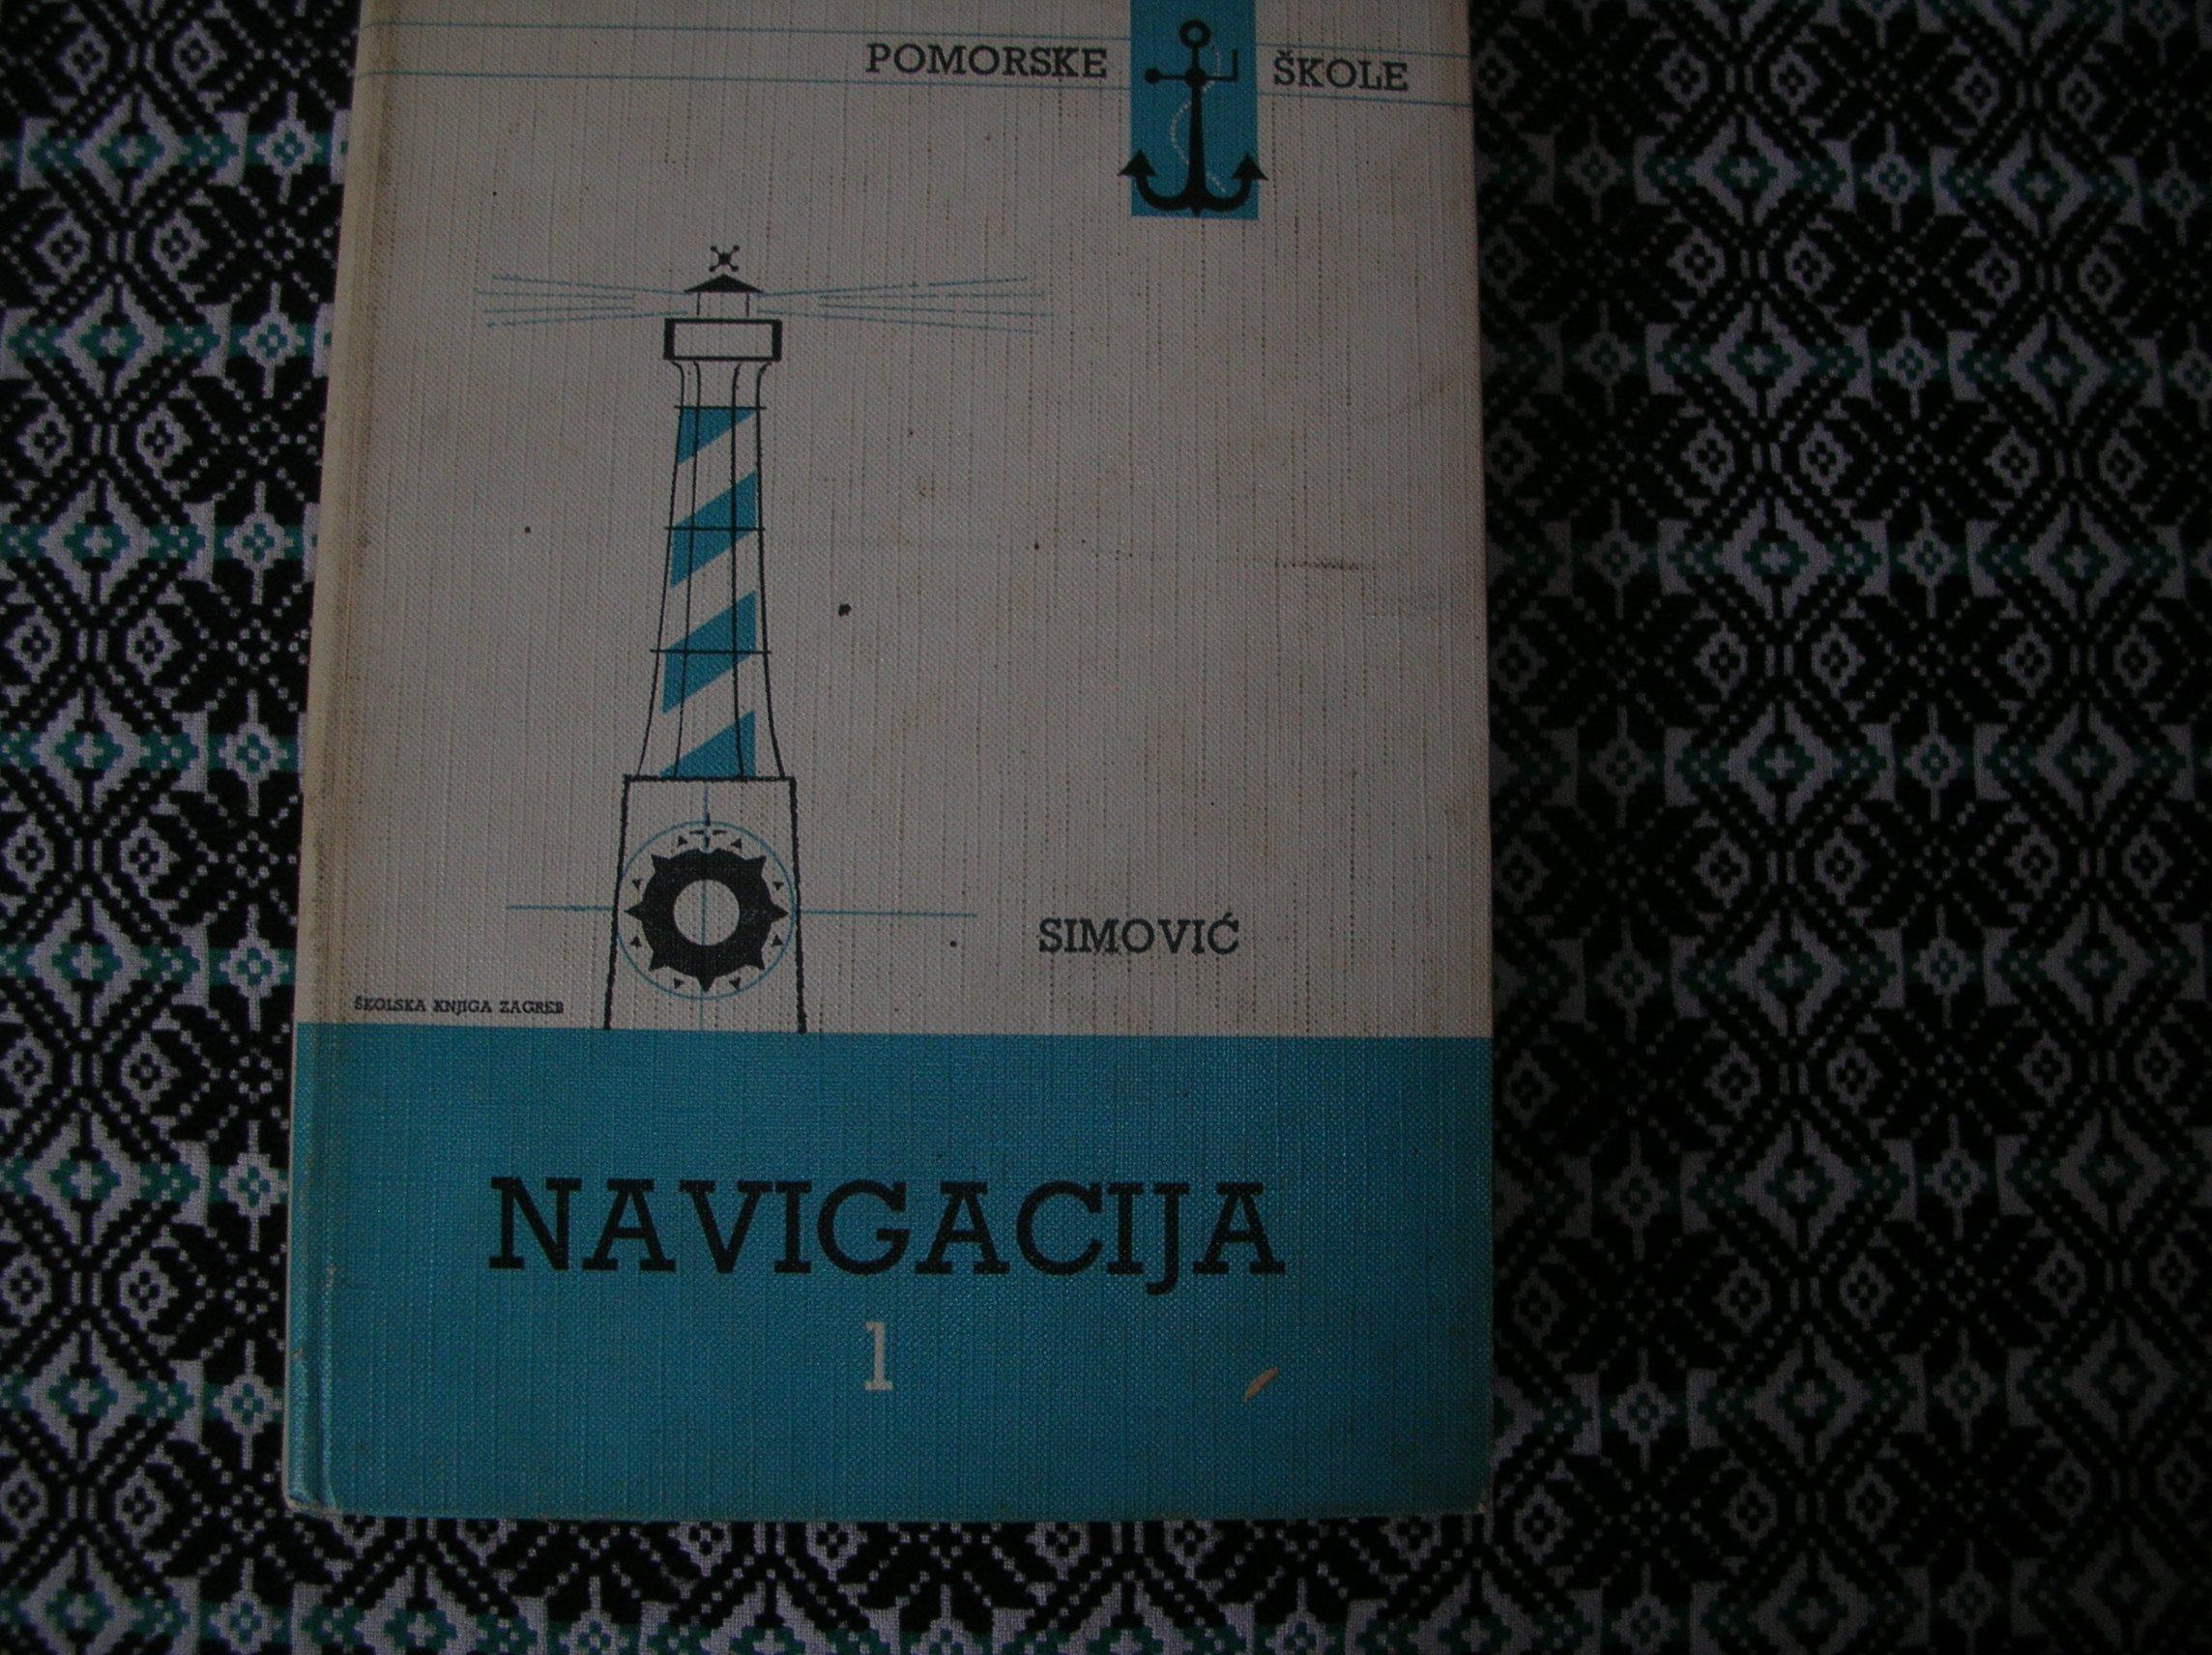 POMORSKE ŠKOLE
SIMOVIĆ
ŠKOLSKA KNJIGA ZAGREB
NAVIGACIJA
1